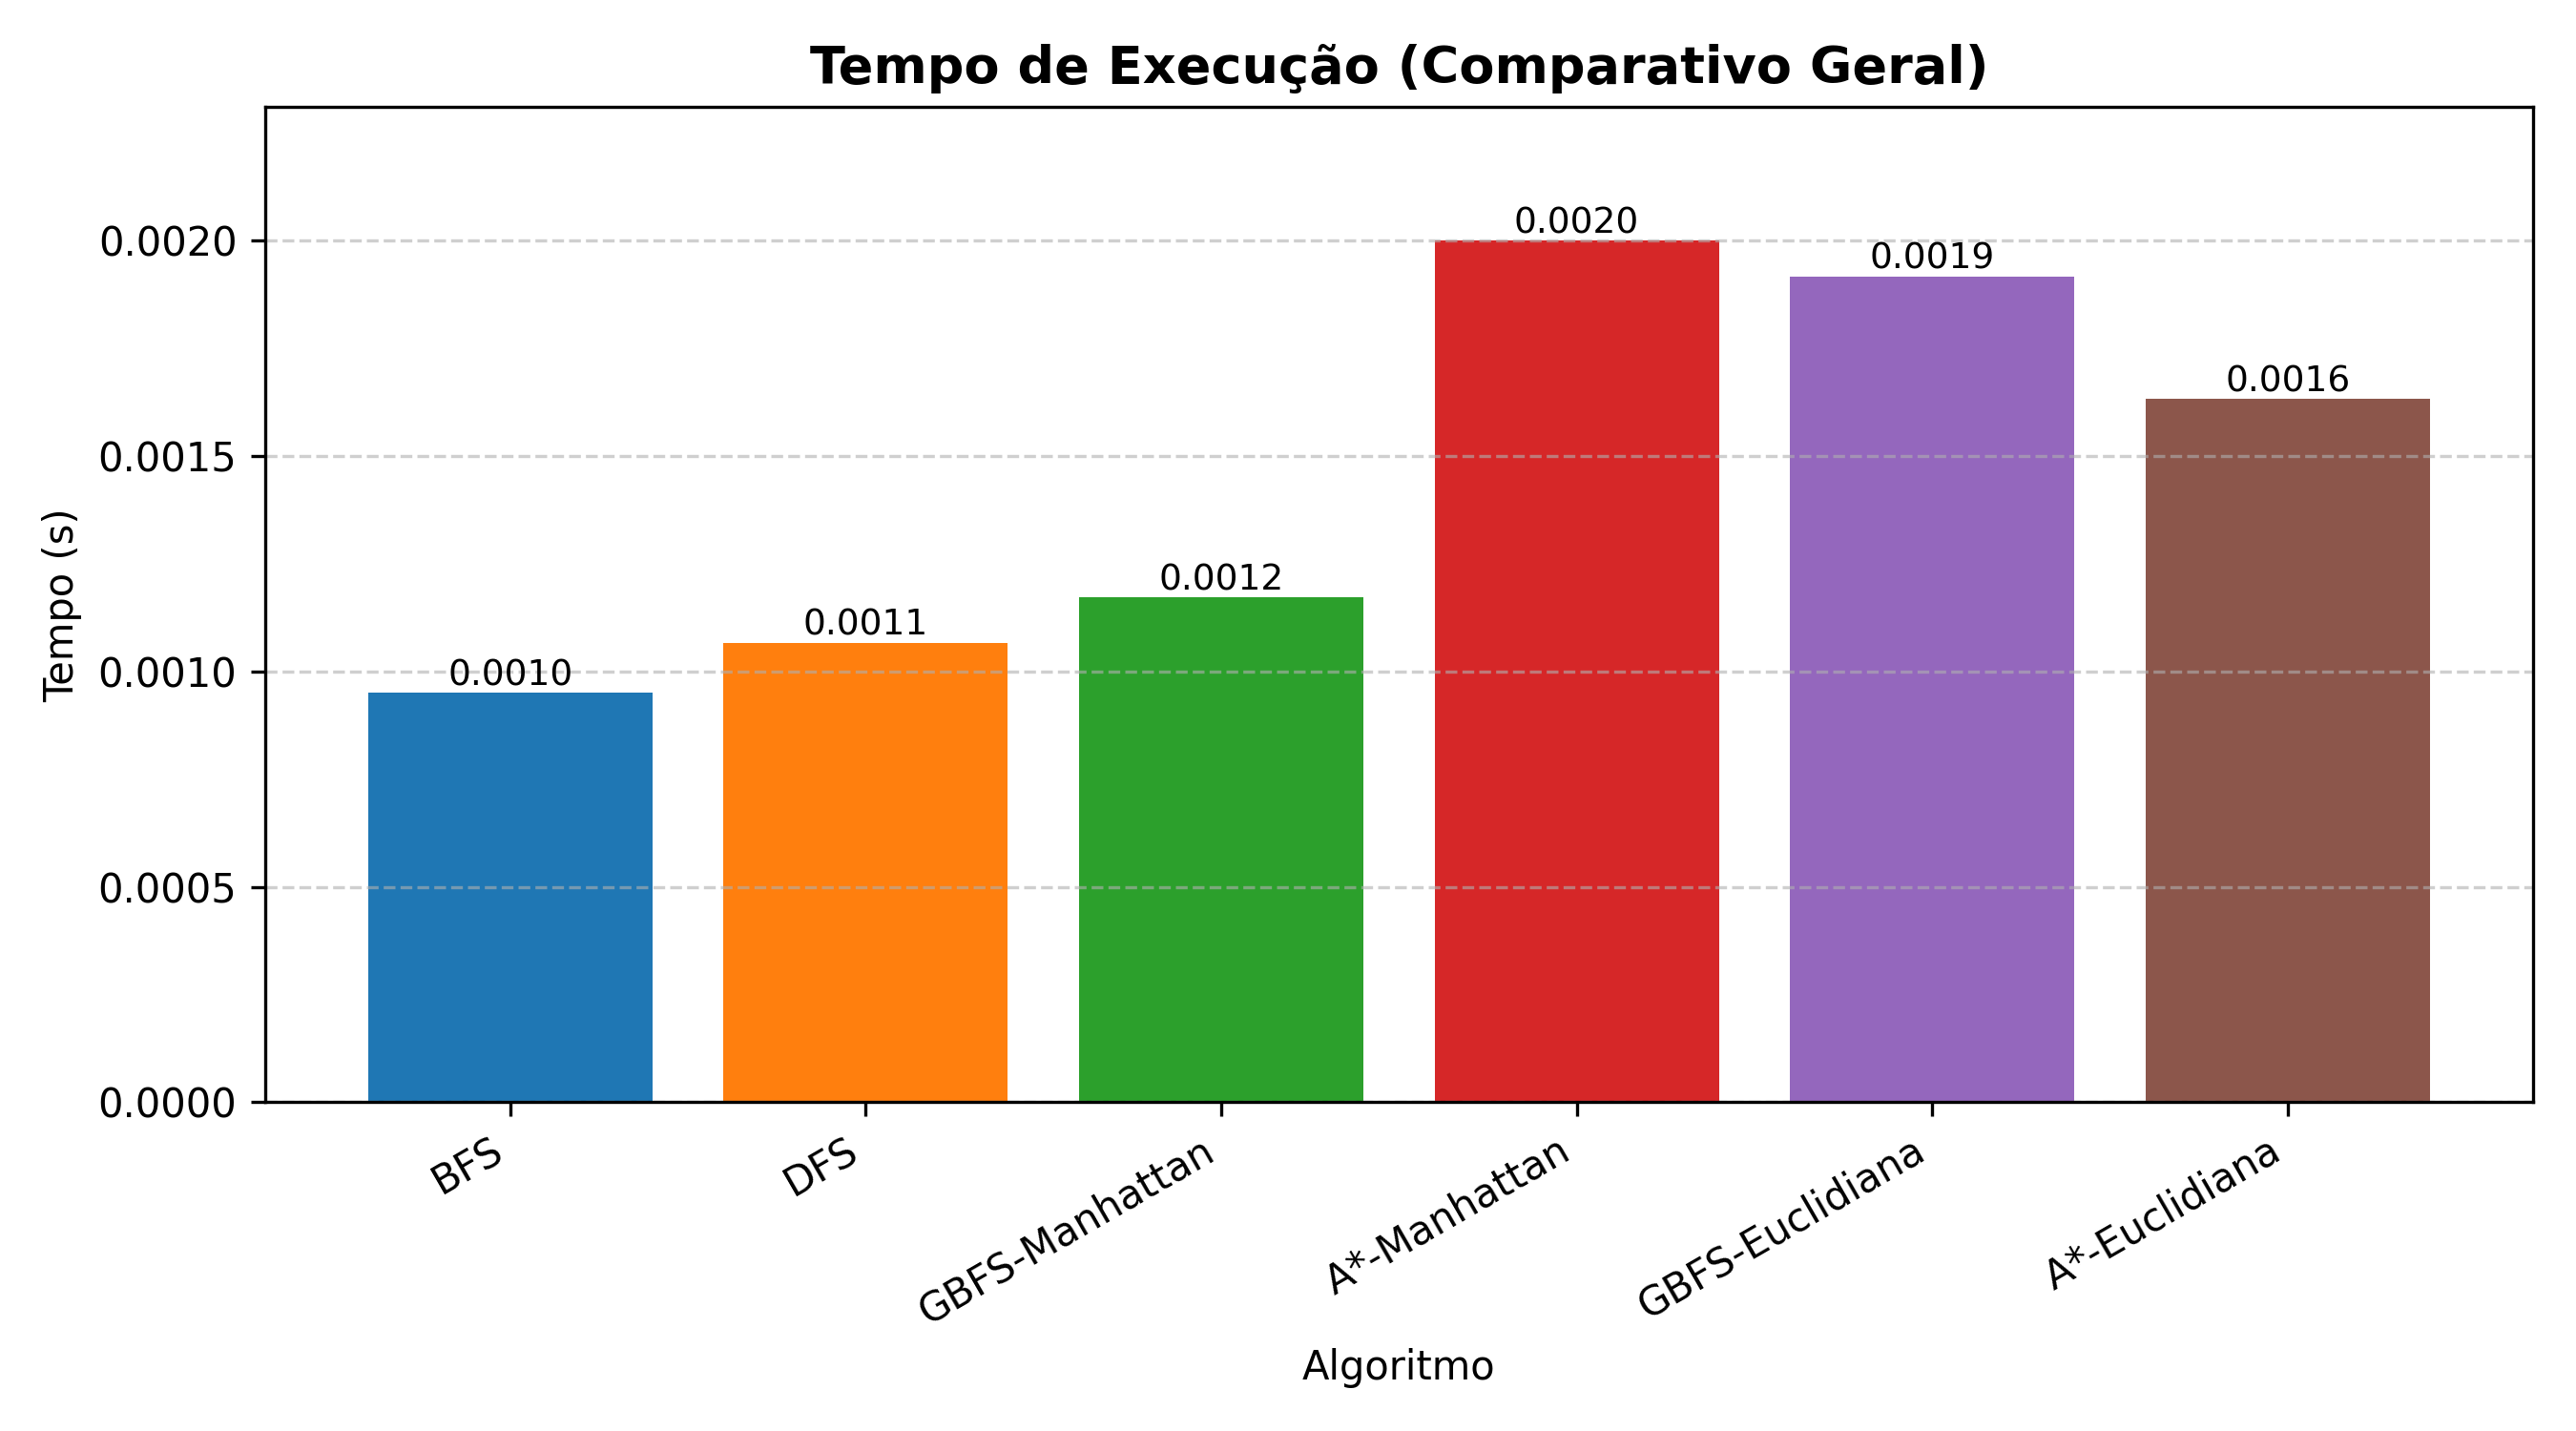 Tempo de Execução (Comparativo Geral)
Tempo (s)
0.0020
0.0015
0.0010
0.0005
0.0000
0.0010
0.0011
0.0012
0.0020
0.0019
0.0016
BFS
DFS
GBFS-Manhattan
A*-Manhattan
GBFS-Euclidiana
A*-Euclidiana
Algoritmo